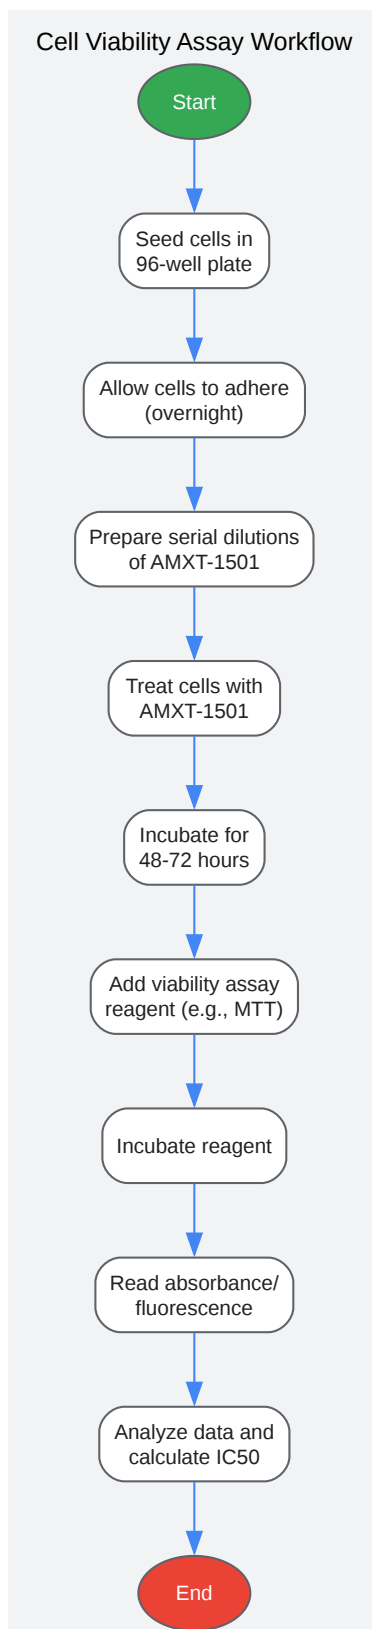 Cell Viability Assay Workflow
Start
Seed cells in
96-well plate
Allow cells to adhere
(overnight)
Prepare serial dilutions
of AMXT-1501
Treat cells with
AMXT-1501
Incubate for
48-72 hours
Add viability assay
reagent (e.g., MTT)
Incubate reagent
Read absorbance/
fluorescence
Analyze data and
calculate IC50
End